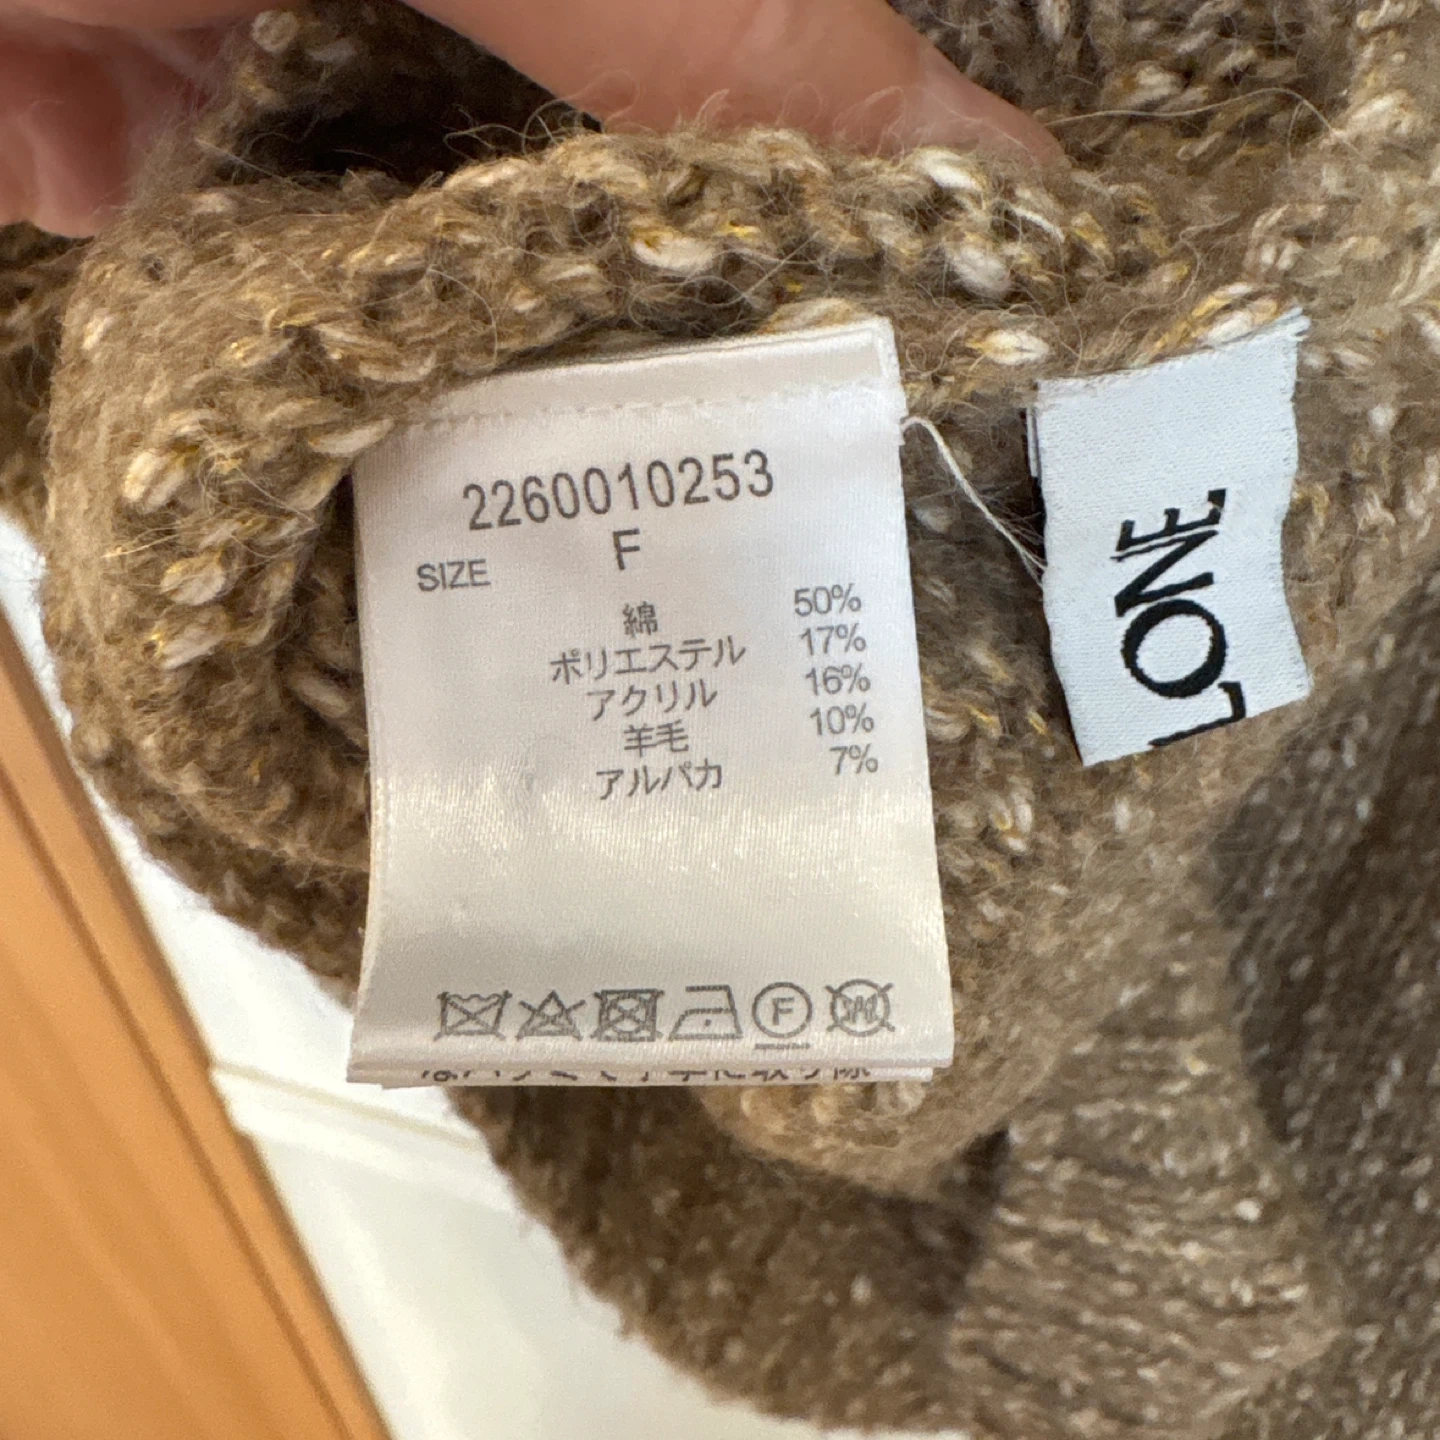 2260010253
SIZE F
綿 50%
ポリエステル 17%
アクリル 16%
羊毛 10%
アルパカ 7%
F
W
LONE